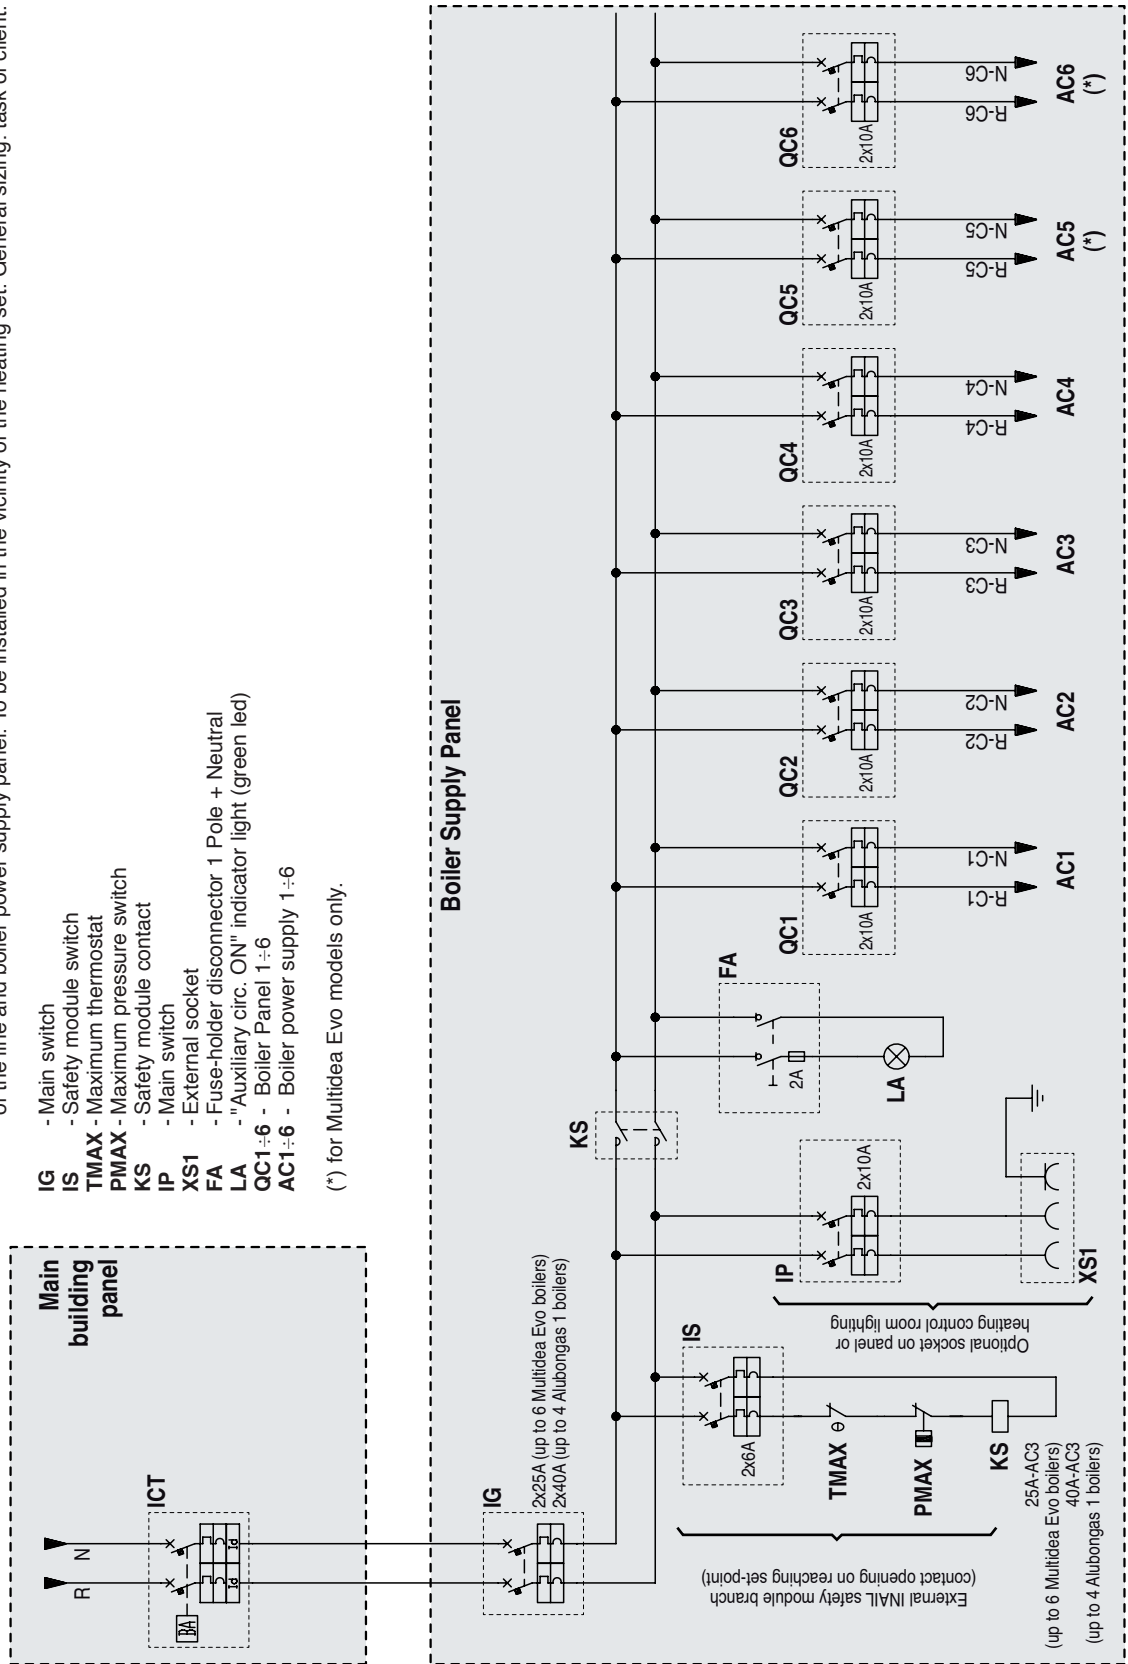 of the line and boiler power supply panel. To be installed in the vicinity of the heating set. General sizing: task of client.
IG - Main switch
IS - Safety module switch
TMAX - Maximum thermostat
PMAX - Maximum pressure switch
KS - Safety module contact
IP - Main switch
XS1 - External socket
FA - Fuse-holder disconnector 1 Pole + Neutral
LA - "Auxiliary circ. ON" indicator light (green led)
QC1÷6 - Boiler Panel 1÷6
AC1÷6 - Boiler power supply 1÷6
(*) for Multidea Evo models only.
Main
building
panel
R
N
ICT
BA
Id
Id
Boiler Supply Panel
IG
2x25A (up to 6 Multidea Evo boilers)
2x40A (up to 4 Alubongas 1 boilers)
IS
2x6A
TMAX
θ
PMAX
KS
25A-AC3
(up to 6 Multidea Evo boilers)
40A-AC3
(up to 4 Alubongas 1 boilers)
External INAIL safety module branch
(contact opening on reaching set-point)
IP
2x10A
XS1
Optional socket on panel or
heating control room lighting
KS
FA
2A
LA
QC1
2x10A
R-C1
N-C1
AC1
QC2
2x10A
R-C2
N-C2
AC2
QC3
2x10A
R-C3
N-C3
AC3
QC4
2x10A
R-C4
N-C4
AC4
QC5
2x10A
R-C5
N-C5
AC5
(*)
QC6
2x10A
R-C6
N-C6
AC6
(*)